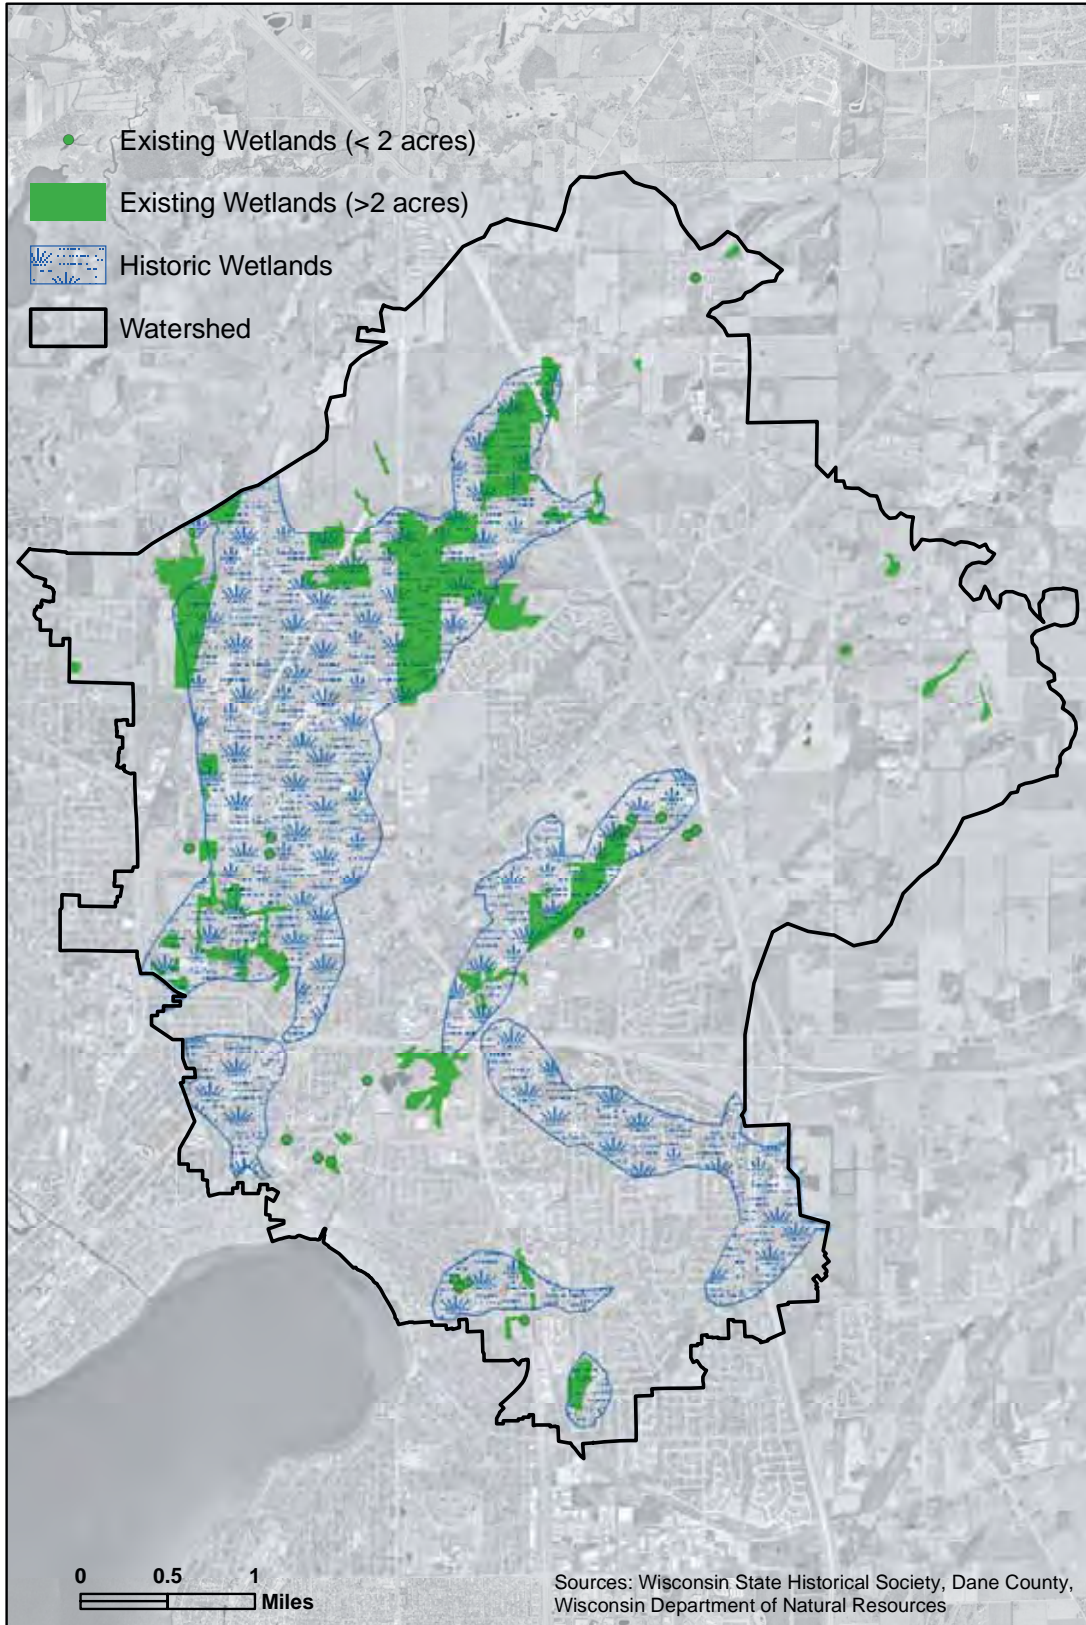 Existing Wetlands (< 2 acres)
Existing Wetlands (>2 acres)
Historic Wetlands
Watershed
0 0.5 1
Miles
Sources: Wisconsin State Historical Society, Dane County,
Wisconsin Department of Natural Resources